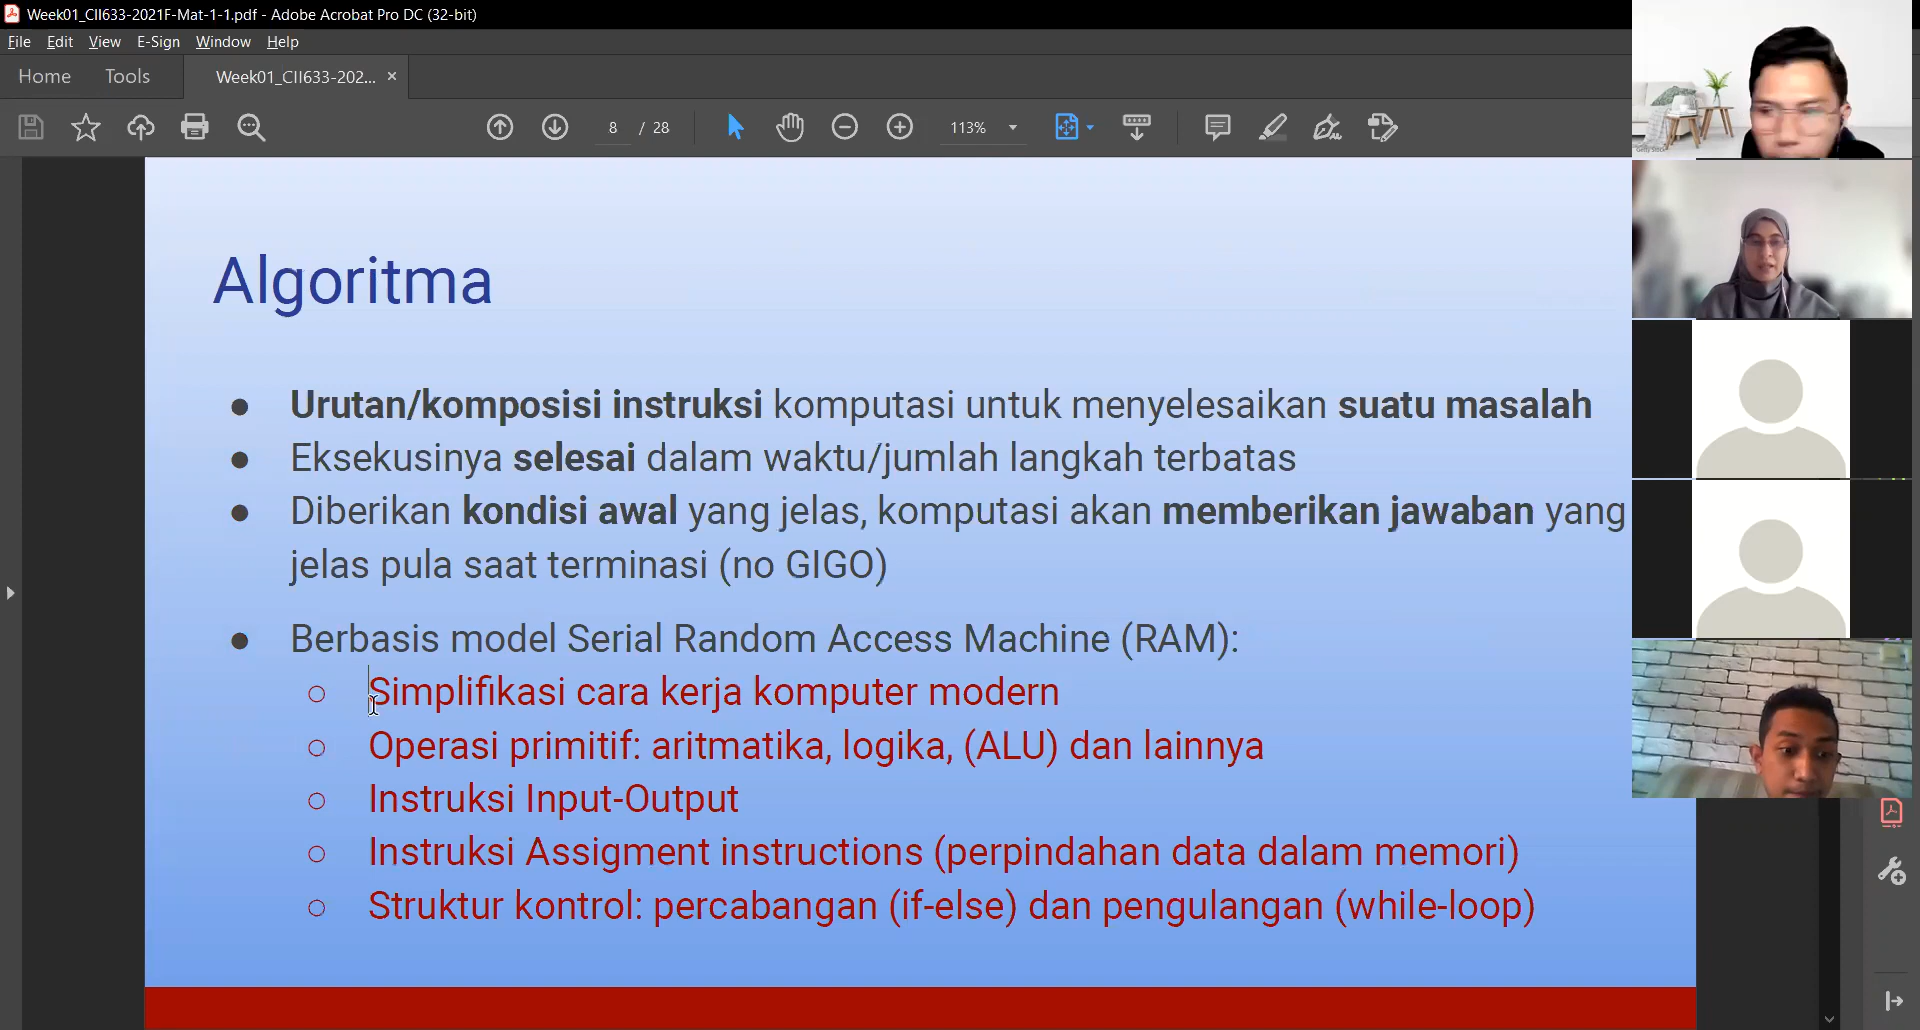 Week01_CII633-2021F-Mat-1-1.pdf - Adobe Acrobat Pro DC (32-bit)
File Edit View E-Sign Window Help
Home Tools Week01_CII633-202... ×
8 / 28 113%
Algoritma
● Urutan/komposisi instruksi komputasi untuk menyelesaikan suatu masalah
● Eksekusinya selesai dalam waktu/jumlah langkah terbatas
● Diberikan kondisi awal yang jelas, komputasi akan memberikan jawaban yang
jelas pula saat terminasi (no GIGO)
● Berbasis model Serial Random Access Machine (RAM):
○ Simplifikasi cara kerja komputer modern
○ Operasi primitif: aritmatika, logika, (ALU) dan lainnya
○ Instruksi Input-Output
○ Instruksi Assigment instructions (perpindahan data dalam memori)
○ Struktur kontrol: percabangan (if-else) dan pengulangan (while-loop)